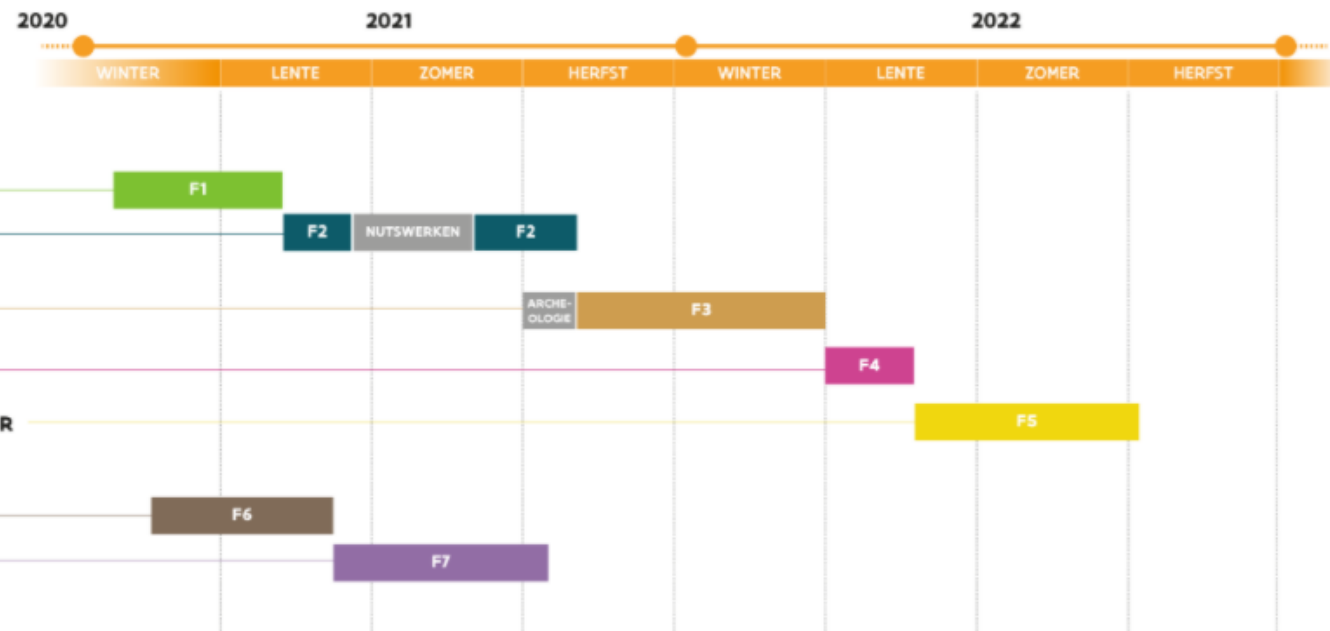 2020 2021 2022
WINTER LENTE ZOMER HERFST WINTER LENTE ZOMER HERFST
F1
F2 NUTSWERKEN F2
ARCHE-
OLOGIE
F3
F4
R
F5
F6
F7